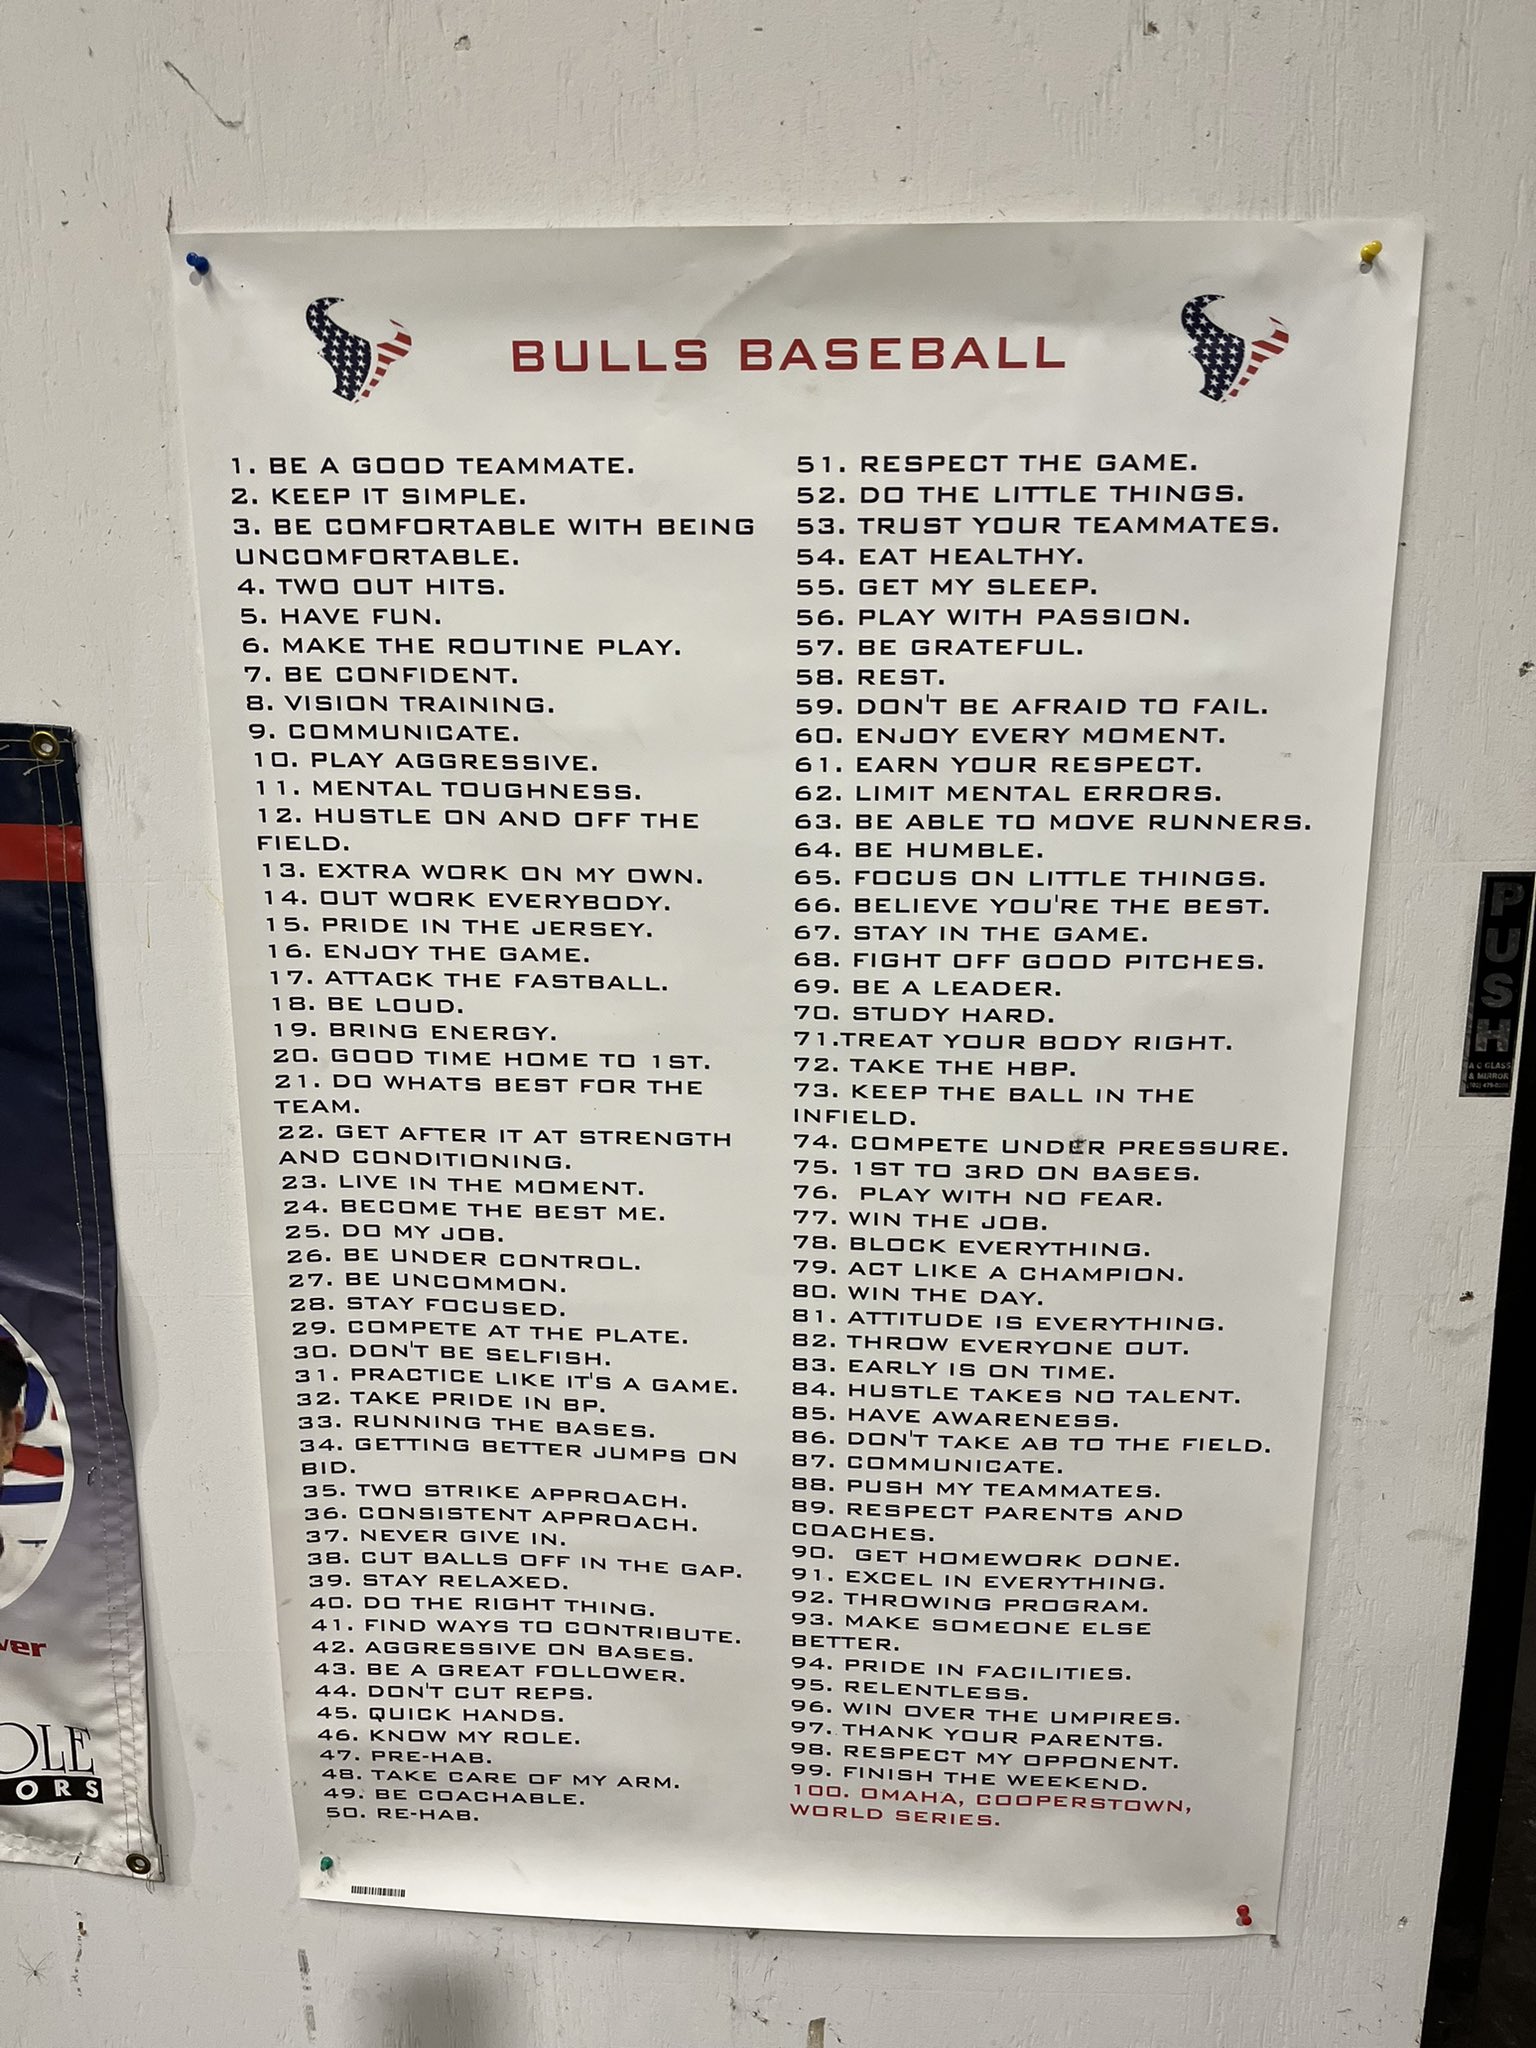 BULLS BASEBALL
1. BE A GOOD TEAMMATE.
2. KEEP IT SIMPLE.
3. BE COMFORTABLE WITH BEING
UNCOMFORTABLE.
4. TWO OUT HITS.
5. HAVE FUN.
6. MAKE THE ROUTINE PLAY.
7. BE CONFIDENT.
8. VISION TRAINING.
9. COMMUNICATE.
10. PLAY AGGRESSIVE.
11. MENTAL TOUGHNESS.
12. HUSTLE ON AND OFF THE
FIELD.
13. EXTRA WORK ON MY OWN.
14. OUT WORK EVERYBODY.
15. PRIDE IN THE JERSEY.
16. ENJOY THE GAME.
17. ATTACK THE FASTBALL.
18. BE LOUD.
19. BRING ENERGY.
20. GOOD TIME HOME TO 1ST.
21. DO WHATS BEST FOR THE
TEAM.
22. GET AFTER IT AT STRENGTH
AND CONDITIONING.
23. LIVE IN THE MOMENT.
24. BECOME THE BEST ME.
25. DO MY JOB.
26. BE UNDER CONTROL.
27. BE UNCOMMON.
28. STAY FOCUSED.
29. COMPETE AT THE PLATE.
30. DON'T BE SELFISH.
31. PRACTICE LIKE IT'S A GAME.
32. TAKE PRIDE IN BP.
33. RUNNING THE BASES.
34. GETTING BETTER JUMPS ON
BID.
35. TWO STRIKE APPROACH.
36. CONSISTENT APPROACH.
37. NEVER GIVE IN.
38. CUT BALLS OFF IN THE GAP.
39. STAY RELAXED.
40. DO THE RIGHT THING.
41. FIND WAYS TO CONTRIBUTE.
42. AGGRESSIVE ON BASES.
43. BE A GREAT FOLLOWER.
44. DON'T CUT REPS.
45. QUICK HANDS.
46. KNOW MY ROLE.
47. PRE-HAB.
48. TAKE CARE OF MY ARM.
49. BE COACHABLE.
50. RE-HAB.
51. RESPECT THE GAME.
52. DO THE LITTLE THINGS.
53. TRUST YOUR TEAMMATES.
54. EAT HEALTHY.
55. GET MY SLEEP.
56. PLAY WITH PASSION.
57. BE GRATEFUL.
58. REST.
59. DON'T BE AFRAID TO FAIL.
60. ENJOY EVERY MOMENT.
61. EARN YOUR RESPECT.
62. LIMIT MENTAL ERRORS.
63. BE ABLE TO MOVE RUNNERS.
64. BE HUMBLE.
65. FOCUS ON LITTLE THINGS.
66. BELIEVE YOU'RE THE BEST.
67. STAY IN THE GAME.
68. FIGHT OFF GOOD PITCHES.
69. BE A LEADER.
70. STUDY HARD.
71.TREAT YOUR BODY RIGHT.
72. TAKE THE HBP.
73. KEEP THE BALL IN THE
INFIELD.
74. COMPETE UNDER PRESSURE.
75. 1ST TO 3RD ON BASES.
76. PLAY WITH NO FEAR.
77. WIN THE JOB.
78. BLOCK EVERYTHING.
79. ACT LIKE A CHAMPION.
80. WIN THE DAY.
81. ATTITUDE IS EVERYTHING.
82. THROW EVERYONE OUT.
83. EARLY IS ON TIME.
84. HUSTLE TAKES NO TALENT.
85. HAVE AWARENESS.
86. DON'T TAKE AB TO THE FIELD.
87. COMMUNICATE.
88. PUSH MY TEAMMATES.
89. RESPECT PARENTS AND
COACHES.
90. GET HOMEWORK DONE.
91. EXCEL IN EVERYTHING.
92. THROWING PROGRAM.
93. MAKE SOMEONE ELSE
BETTER.
94. PRIDE IN FACILITIES.
95. RELENTLESS.
96. WIN OVER THE UMPIRES.
97. THANK YOUR PARENTS.
98. RESPECT MY OPPONENT.
99. FINISH THE WEEKEND.
100. OMAHA, COOPERSTOWN,
WORLD SERIES.
PUSH
A C GLASS
& MIRROR
ver
OLE
ORS